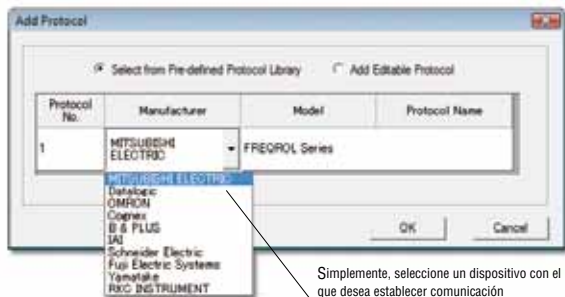 Add Protocol
Select from Pre-defined Protocol Library
Add Editable Protocol
Protocol No.
Manufacturer
Model
Protocol Name
1
MITSUBISHI ELECTRIC
FREQROL Series
MITSUBISHI ELECTRIC
Datalogic
OMRON
Cognex
B & PLUS
IAI
Schneider Electric
Fuji Electric Systems
Yamatake
RKC INSTRUMENT
OK
Cancel
Simplemente, seleccione un dispositivo con el
que desea establecer comunicación